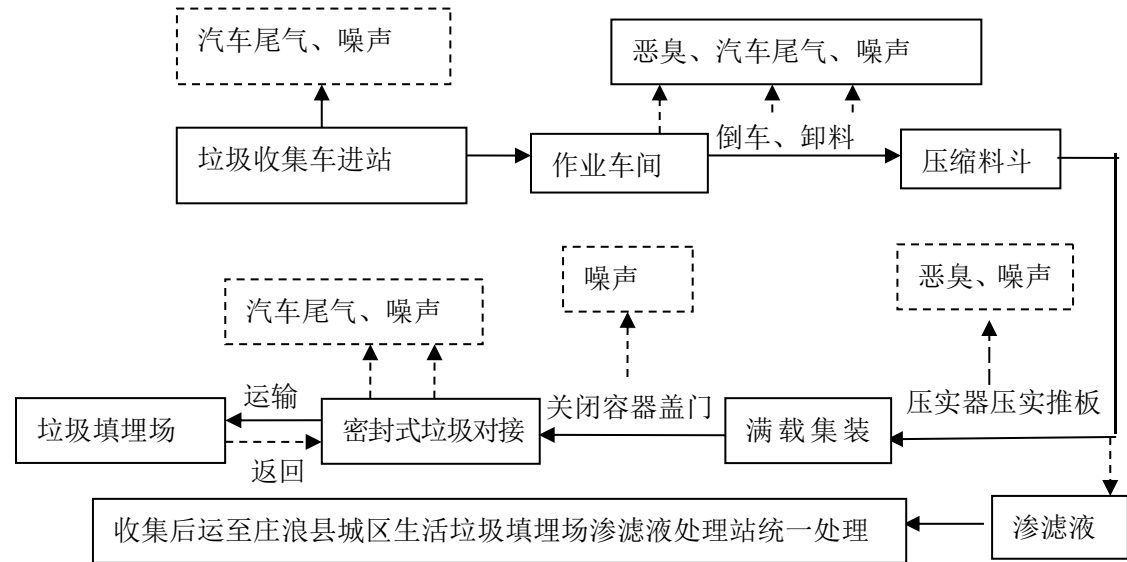 汽车尾气、噪声
恶臭、汽车尾气、噪声
垃圾收集车进站
作业车间
倒车、卸料
压缩料斗
噪声
恶臭、噪声
汽车尾气、噪声
垃圾填埋场
运输
返回
密封式垃圾对接
关闭容器盖门
满载集装
压实器压实推板
收集后运至庄浪县城区生活垃圾填埋场渗滤液处理站统一处理
渗滤液